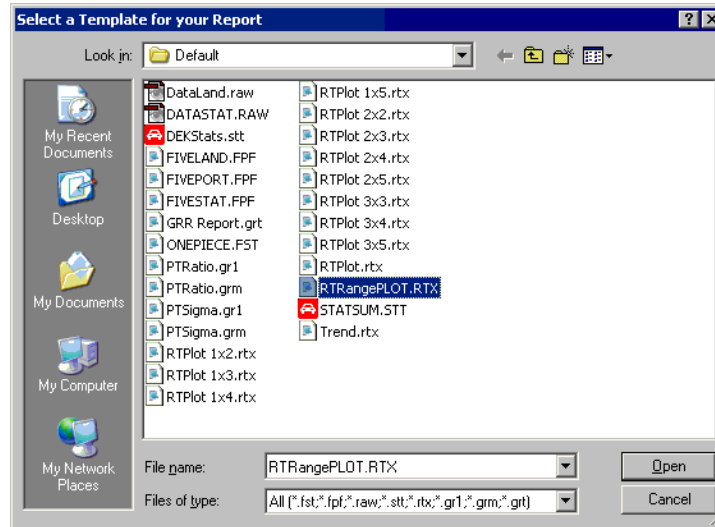 Select a Template for your Report
Look in:
Default
My Recent
Documents
Desktop
My Documents
My Computer
My Network
Places
DataLand.raw
DATASTAT.RAW
DEKStats.stt
FIVELAND.FPF
FIVEPORT.FPF
FIVESTAT.FPF
GRR Report.grt
ONEPIECE.FST
PTRatio.gr1
PTRatio.grm
PTSigma.gr1
PTSigma.grm
RTPlot 1x2.rtx
RTPlot 1x3.rtx
RTPlot 1x4.rtx
RTPlot 1x5.rtx
RTPlot 2x2.rtx
RTPlot 2x3.rtx
RTPlot 2x4.rtx
RTPlot 2x5.rtx
RTPlot 3x3.rtx
RTPlot 3x4.rtx
RTPlot 3x5.rtx
RTPlot.rtx
RTRangePLOT.RTX
STATSUM.STT
Trend.rtx
File name:
RTRangePLOT.RTX
Open
Files of type:
All (*.fst;*.fpf;*.raw;*.stt;*.rtx;*.gr1;*.grm;*.grt)
Cancel